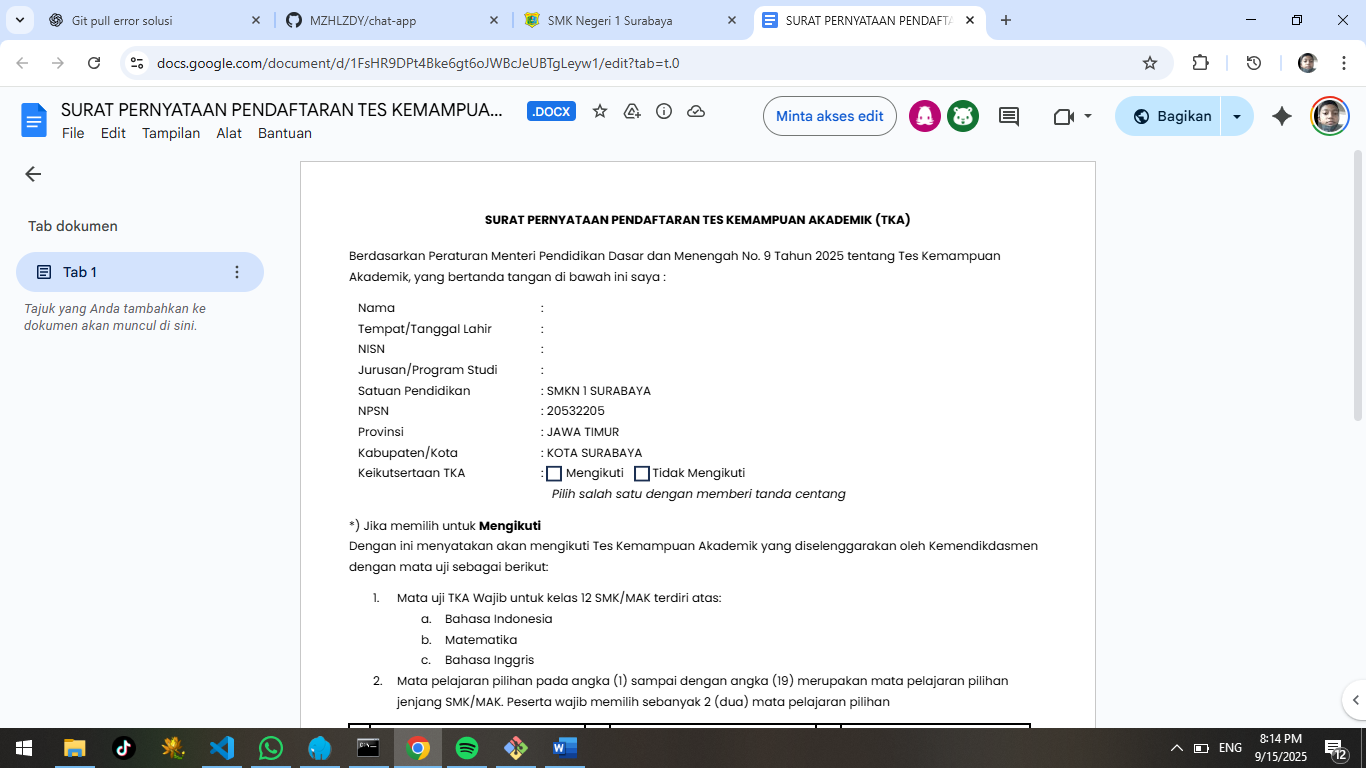 Git pull error solusi
MZHLZDY/chat-app
SMK Negeri 1 Surabaya
SURAT PERNYATAAN PENDAFTA
docs.google.com/document/d/1FsHR9DPt4Bke6gt6oJWBcJeUBTgLeyw1/edit?tab=t.0
SURAT PERNYATAAN PENDAFTARAN TES KEMAMPUA...
.DOCX
File Edit Tampilan Alat Bantuan
Minta akses edit
Bagikan
Tab dokumen
Tab 1
Tajuk yang Anda tambahkan ke
dokumen akan muncul di sini.
SURAT PERNYATAAN PENDAFTARAN TES KEMAMPUAN AKADEMIK (TKA)
Berdasarkan Peraturan Menteri Pendidikan Dasar dan Menengah No. 9 Tahun 2025 tentang Tes Kemampuan
Akademik, yang bertanda tangan di bawah ini saya :
Nama :
Tempat/Tanggal Lahir :
NISN :
Jurusan/Program Studi :
Satuan Pendidikan : SMKN 1 SURABAYA
NPSN : 20532205
Provinsi : JAWA TIMUR
Kabupaten/Kota : KOTA SURABAYA
Keikutsertaan TKA : Mengikuti Tidak Mengikuti
Pilih salah satu dengan memberi tanda centang
*) Jika memilih untuk Mengikuti
Dengan ini menyatakan akan mengikuti Tes Kemampuan Akademik yang diselenggarakan oleh Kemendikdasmen
dengan mata uji sebagai berikut:
1. Mata uji TKA Wajib untuk kelas 12 SMK/MAK terdiri atas:
a. Bahasa Indonesia
b. Matematika
c. Bahasa Inggris
2. Mata pelajaran pilihan pada angka (1) sampai dengan angka (19) merupakan mata pelajaran pilihan
jenjang SMK/MAK. Peserta wajib memilih sebanyak 2 (dua) mata pelajaran pilihan
ENG
8:14 PM
9/15/2025
12